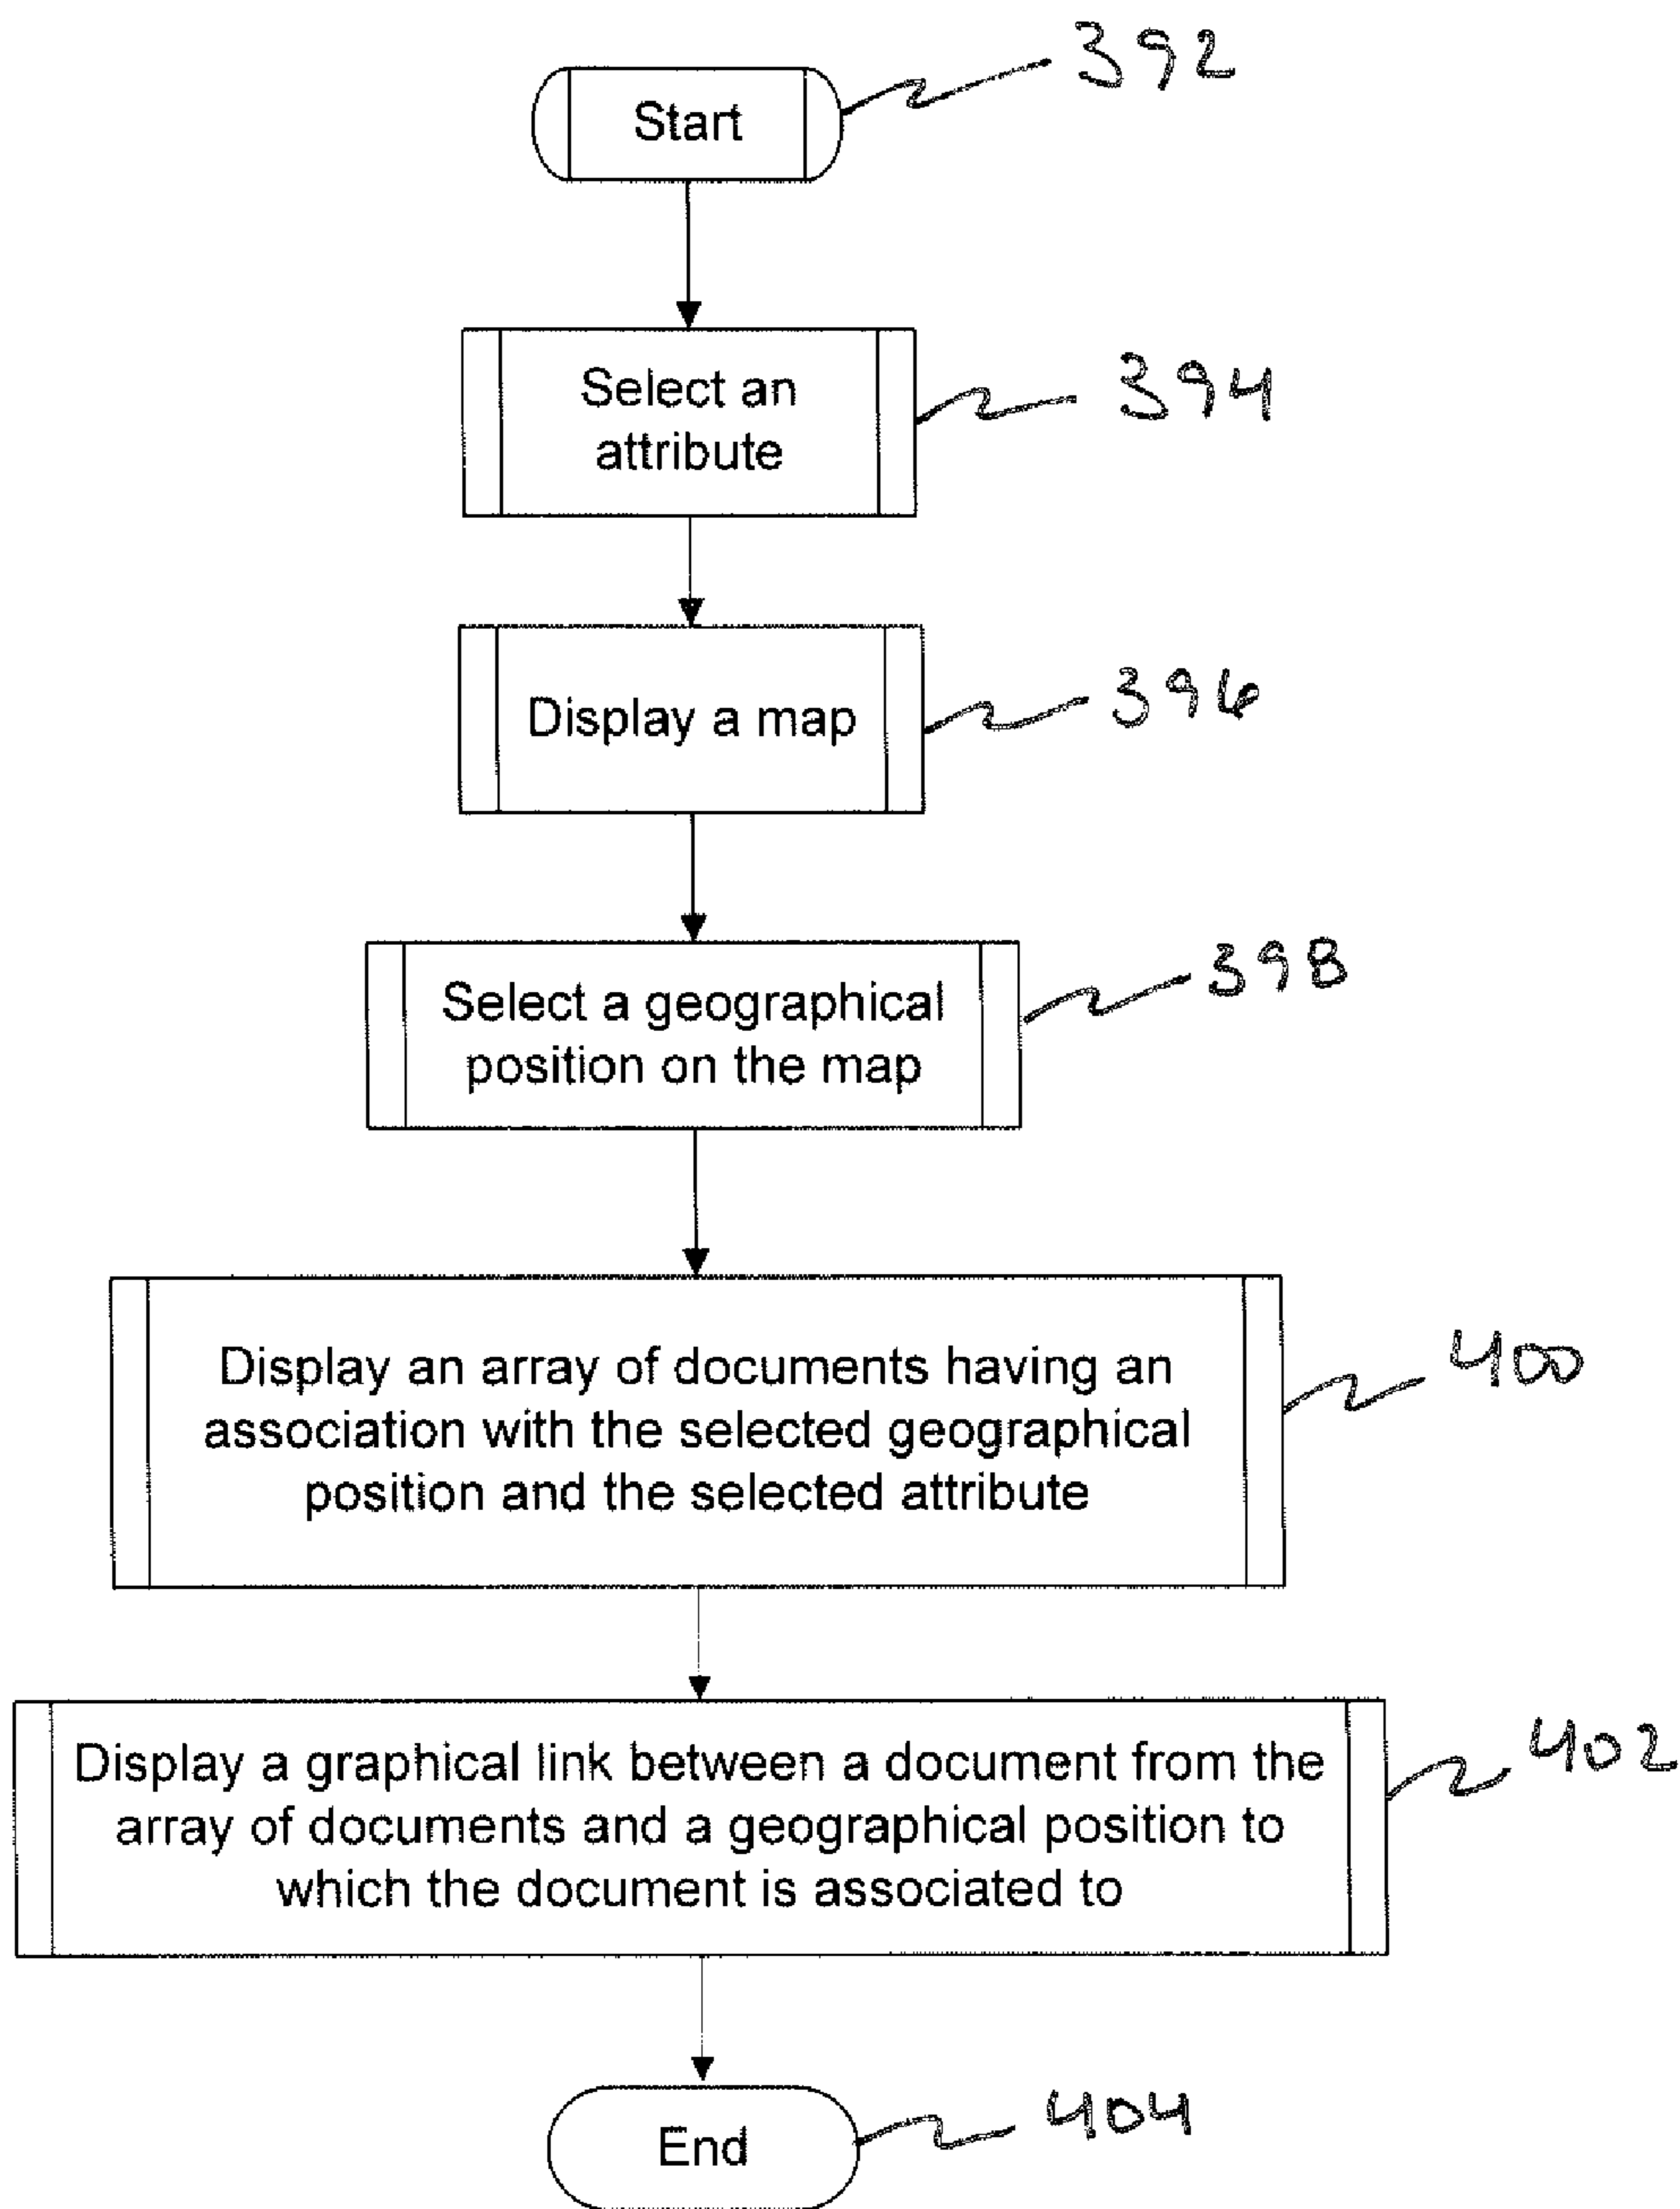 Start
392
Select an
attribute
394
Display a map
396
Select a geographical
position on the map
398
Display an array of documents having an
association with the selected geographical
position and the selected attribute
400
Display a graphical link between a document from the
array of documents and a geographical position to
which the document is associated to
402
End
404